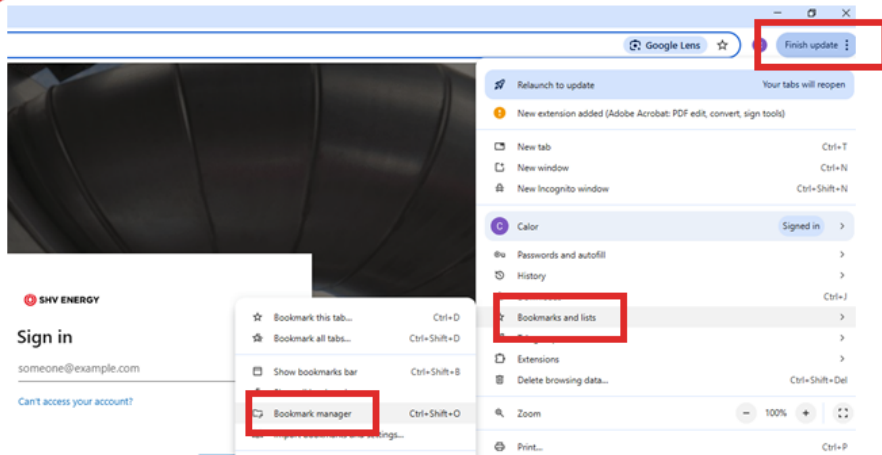 Google Lens
Finish update
Relaunch to update Your tabs will reopen
New extension added (Adobe Acrobat: PDF edit, convert, sign tools)
New tab Ctrl+T
New window Ctrl+N
New Incognito window Ctrl+Shift+N
C Calor Signed in
Passwords and autofill
History
Ctrl+J
Bookmarks and lists
Extensions
Delete browsing data... Ctrl+Shift+Del
Zoom - 100% +
Print... Ctrl+P
SHV ENERGY
Sign in
someone@example.com
Can't access your account?
Bookmark this tab... Ctrl+D
Bookmark all tabs... Ctrl+Shift+D
Show bookmarks bar Ctrl+Shift+B
Bookmark manager Ctrl+Shift+O